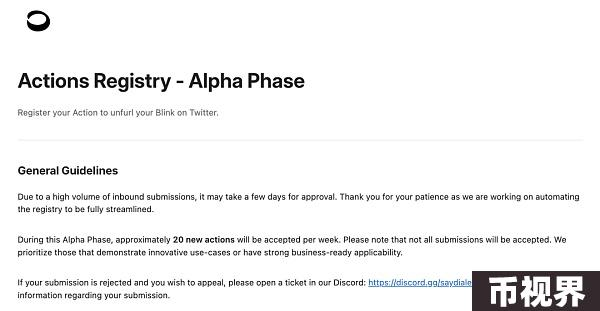 Actions Registry - Alpha Phase
Register your Action to unfurl your Blink on Twitter.
General Guidelines
Due to a high volume of inbound submissions, it may take a few days for approval. Thank you for your patience as we are working on automating
the registry to be fully streamlined.
During this Alpha Phase, approximately 20 new actions will be accepted per week. Please note that not all submissions will be accepted. We
prioritize those that demonstrate innovative use-cases or have strong business-ready applicability.
If your submission is rejected and you wish to appeal, please open a ticket in our Discord: https://discord.gg/saydiale
information regarding your submission.
币视界